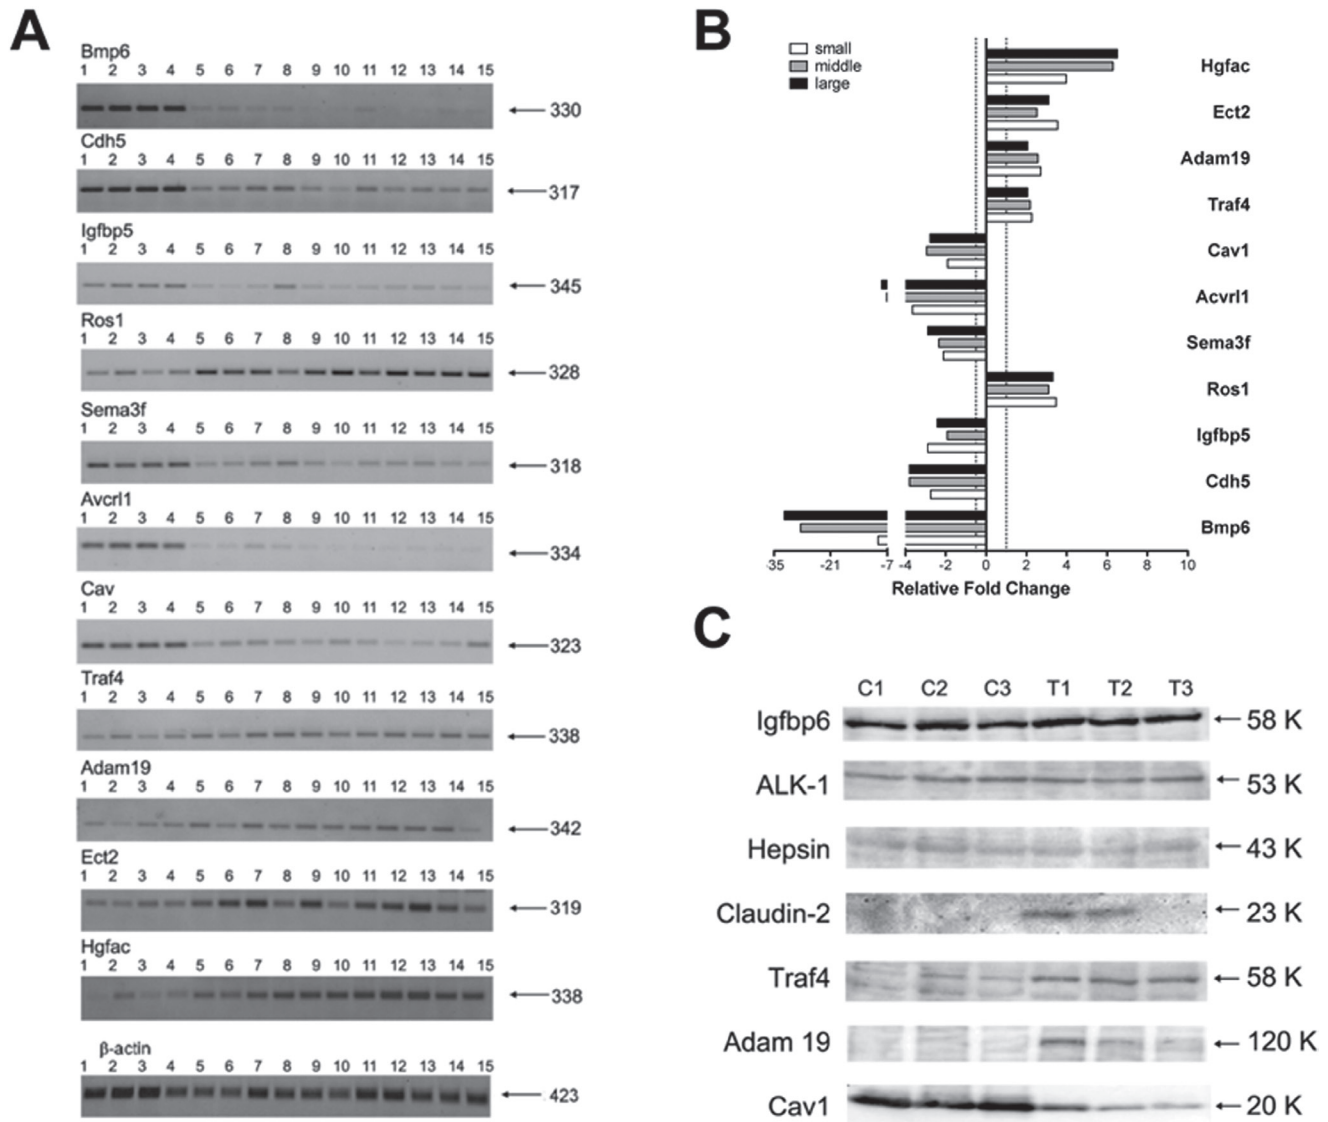 A
Bmp6
1 2 3 4 5 6 7 8 9 10 11 12 13 14 15
330
Cdh5
1 2 3 4 5 6 7 8 9 10 11 12 13 14 15
317
Igfbp5
1 2 3 4 5 6 7 8 9 10 11 12 13 14 15
345
Ros1
1 2 3 4 5 6 7 8 9 10 11 12 13 14 15
328
Sema3f
1 2 3 4 5 6 7 8 9 10 11 12 13 14 15
318
Avcrl1
1 2 3 4 5 6 7 8 9 10 11 12 13 14 15
334
Cav
1 2 3 4 5 6 7 8 9 10 11 12 13 14 15
323
Traf4
1 2 3 4 5 6 7 8 9 10 11 12 13 14 15
338
Adam19
1 2 3 4 5 6 7 8 9 10 11 12 13 14 15
342
Ect2
1 2 3 4 5 6 7 8 9 10 11 12 13 14 15
319
Hgfac
1 2 3 4 5 6 7 8 9 10 11 12 13 14 15
338
β-actin
1 2 3 4 5 6 7 8 9 10 11 12 13 14 15
423
B
small
middle
large
Hgfac
Ect2
Adam19
Traf4
Cav1
Acvrl1
Sema3f
Ros1
Igfbp5
Cdh5
Bmp6
-35 -21 -7 -4 -2 0 2 4 6 8 10
Relative Fold Change
C
C1 C2 C3 T1 T2 T3
Igfbp6 58 K
ALK-1 53 K
Hepsin 43 K
Claudin-2 23 K
Traf4 58 K
Adam 19 120 K
Cav1 20 K